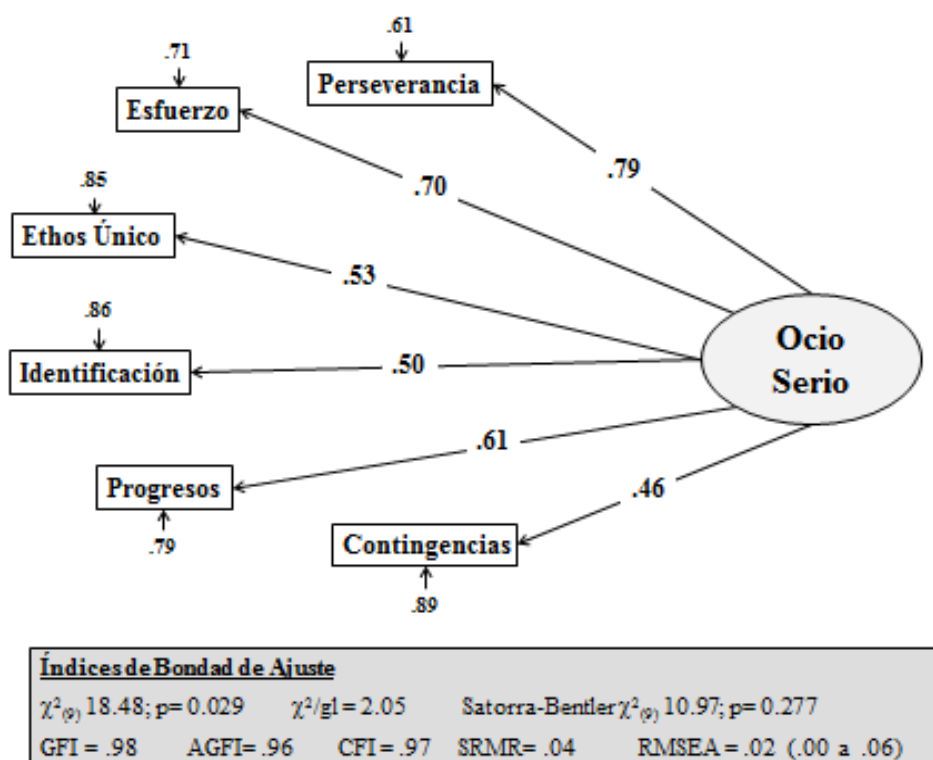 .61
Perseverancia
.71
Esfuerzo
.79
.70
.85
Ethos Único
.53
.86
Identificación
.50
Ocio
Serio
.61
Progresos
.79
.46
Contingencias
.89
Índices de Bondad de Ajuste
χ²₍₉₎ 18.48; p= 0.029 χ²/gl = 2.05 Satorra-Bentler χ²₍₉₎ 10.97; p= 0.277
GFI = .98 AGFI= .96 CFI = .97 SRMR= .04 RMSEA = .02 (.00 a .06)